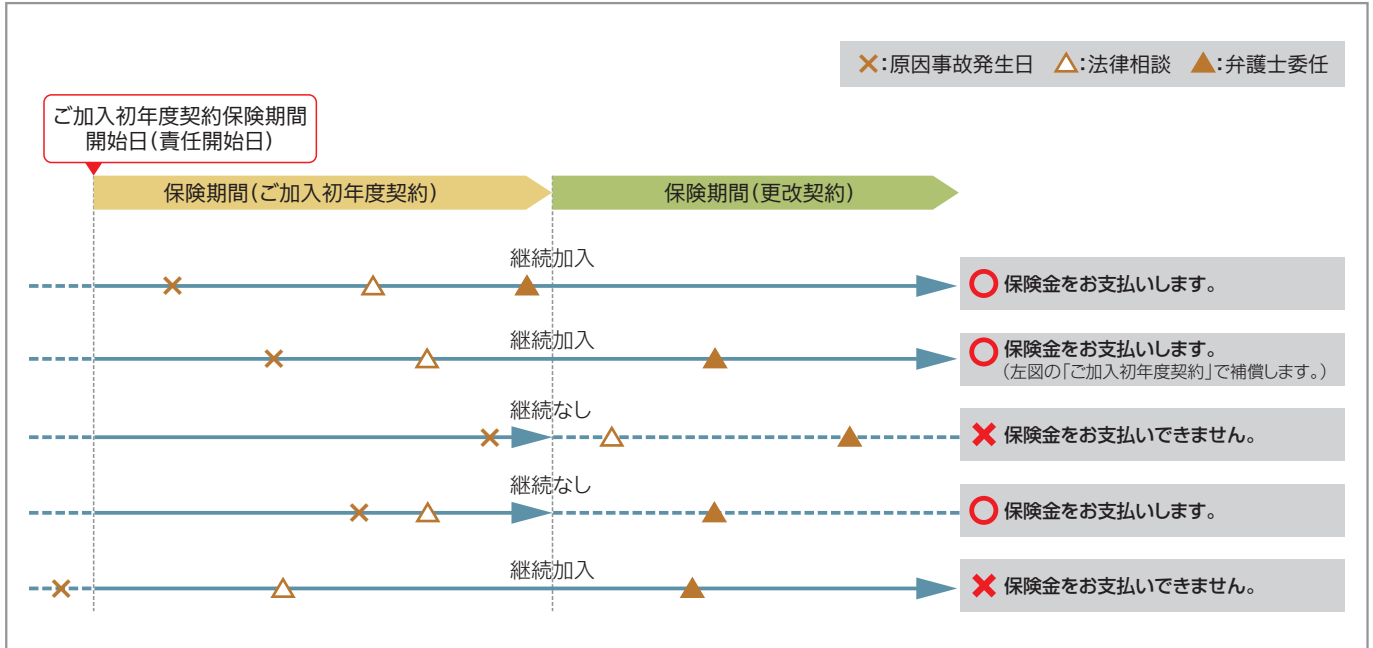 ×:原因事故発生日 △:法律相談 ▲:弁護士委任
ご加入初年度契約保険期間
開始日(責任開始日)
保険期間(ご加入初年度契約) 保険期間(更改契約)
継続加入
保険金をお支払いします。
継続加入
保険金をお支払いします。
(左図の「ご加入初年度契約」で補償します。)
継続なし
保険金をお支払いできません。
継続なし
保険金をお支払いします。
継続加入
保険金をお支払いできません。